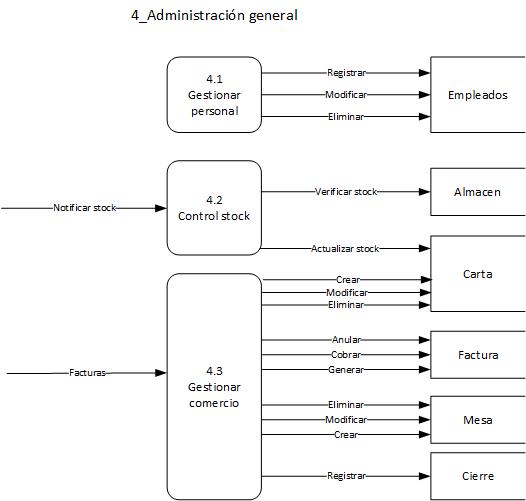 4_Administración general
4.1
Gestionar
personal
Registrar
Modificar
Eliminar
Empleados
Notificar stock
4.2
Control stock
Verificar stock
Almacen
Actualizar stock
Carta
Crear
Modificar
Eliminar
Facturas
4.3
Gestionar
comercio
Anular
Cobrar
Generar
Factura
Eliminar
Modificar
Crear
Mesa
Registrar
Cierre